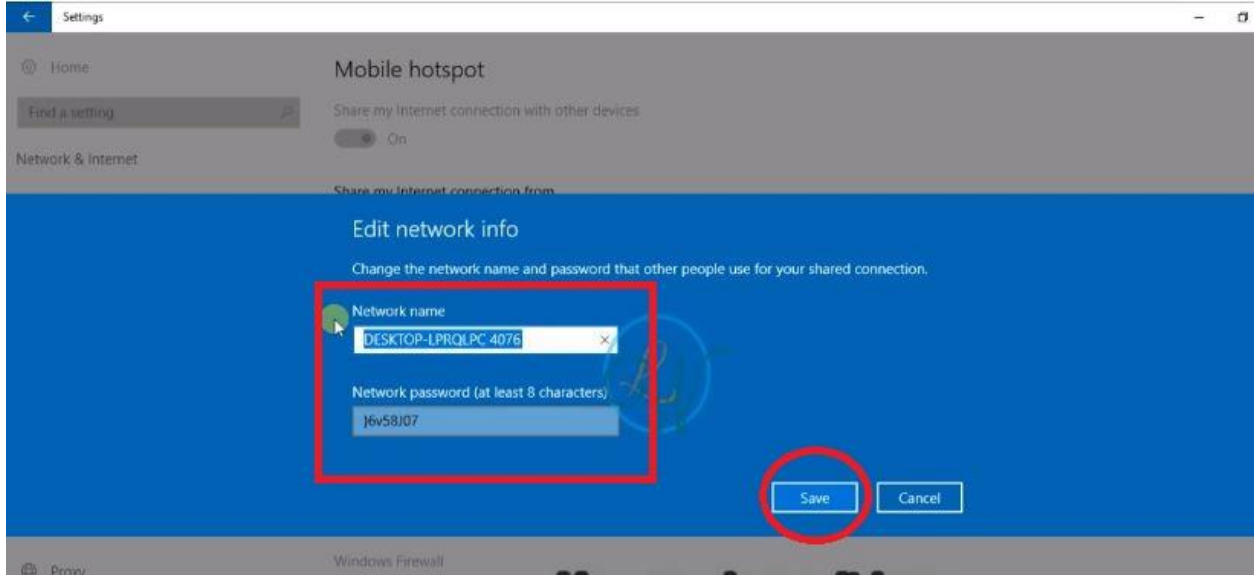 Settings
Home
Mobile hotspot
Find a setting
Share my Internet connection with other devices
On
Network & Internet
Share my Internet connection from
Edit network info
Change the network name and password that other people use for your shared connection.
Network name
DESKTOP-LPRQLPC 4076
Network password (at least 8 characters)
Save
Cancel
Windows Firewall
Proxy